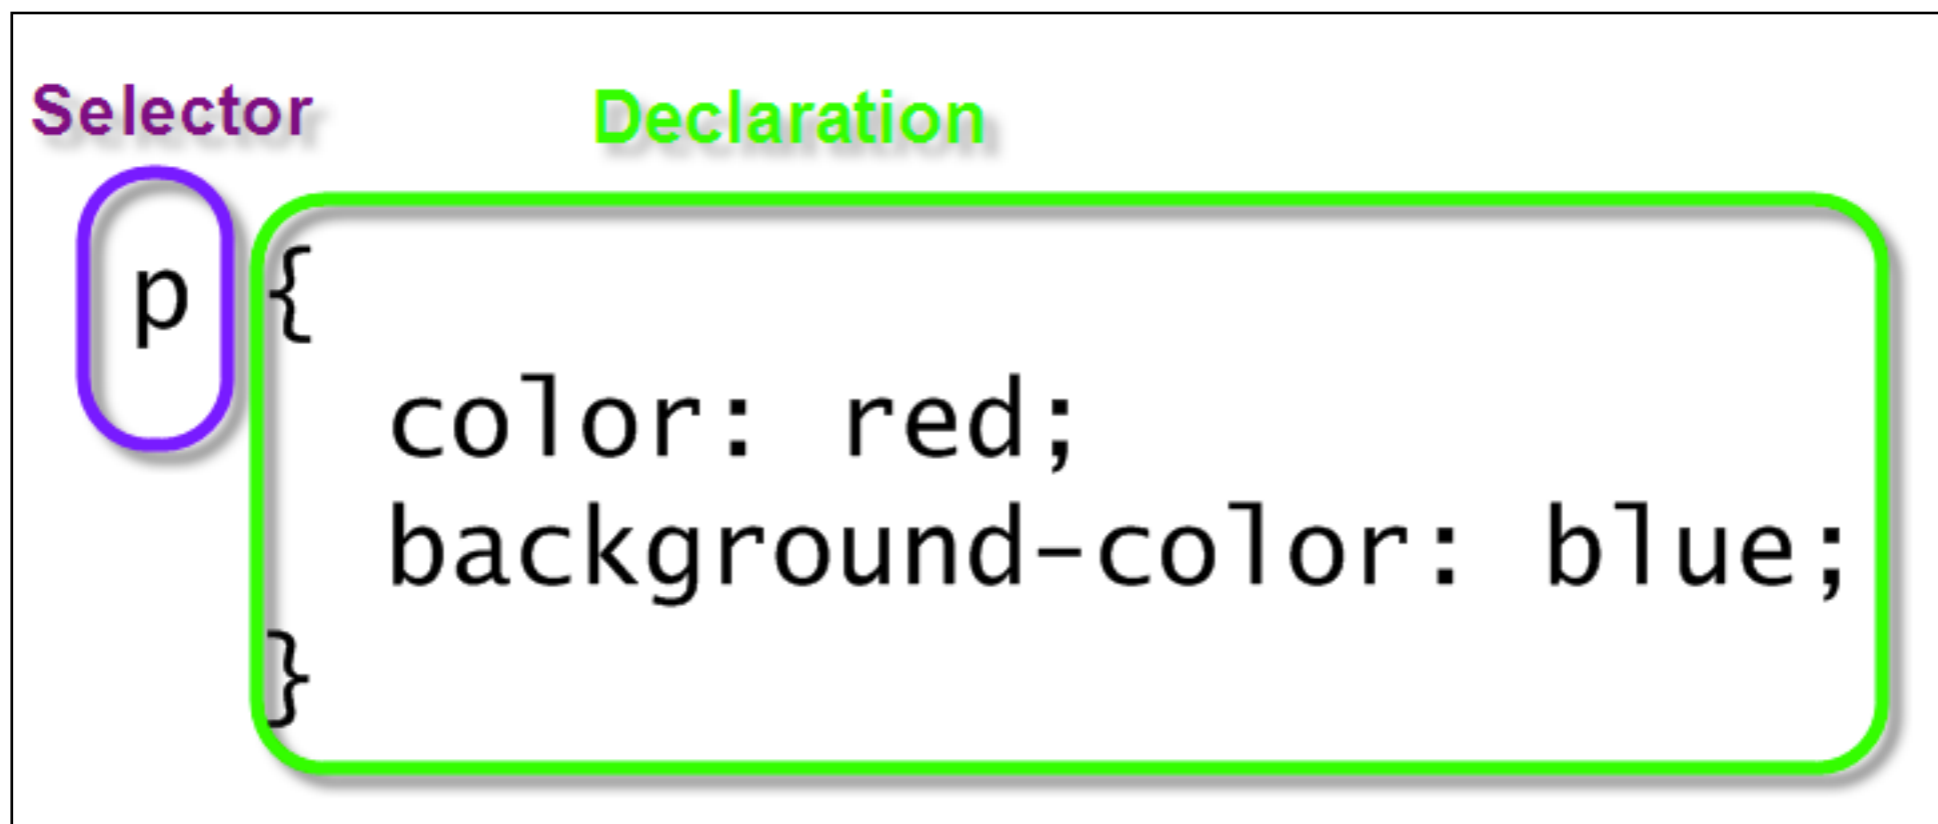 Selector
Declaration
p {
color: red;
background-color: blue;
}